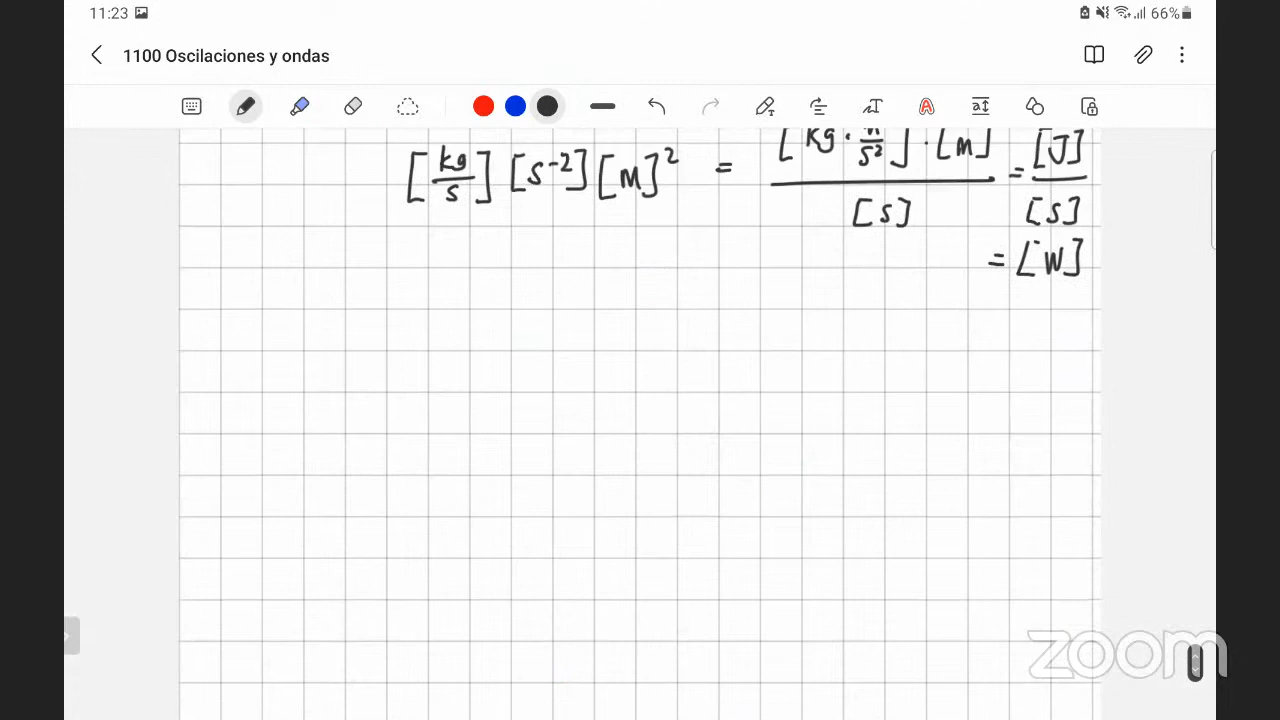 11:23
66%
1100 Oscilaciones y ondas
[kg/s] [s⁻²] [m]² = [kg · m/s²] · [m] / [s] = [J] / [s]
= [W]
zoom